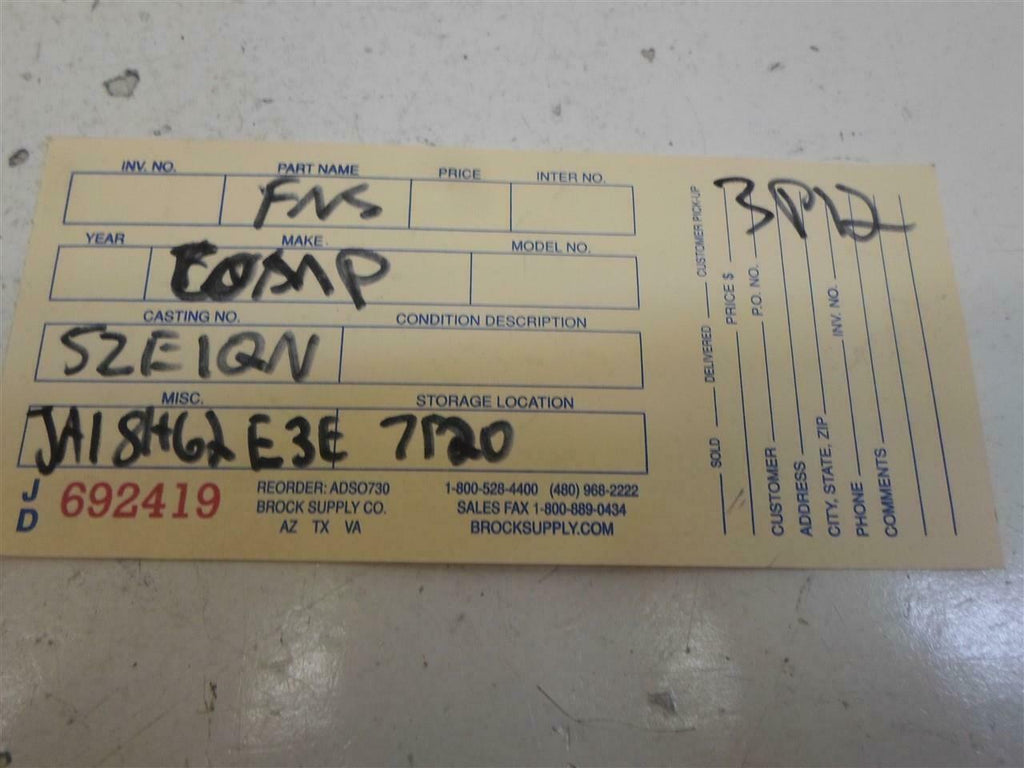 INV. NO. PART NAME PRICE INTER NO.
FNS
YEAR MAKE MODEL NO.
COMP
CASTING NO. CONDITION DESCRIPTION
SZE1QN
MISC. STORAGE LOCATION
JA18H62E3E 7720
J D 692419
REORDER: ADSO730
BROCK SUPPLY CO.
AZ TX VA
1-800-528-4400 (480) 968-2222
SALES FAX 1-800-889-0434
BROCKSUPPLY.COM
SOLD DELIVERED CUSTOMER PICK-UP
PRICE $
P.O. NO.
CUSTOMER
ADDRESS
CITY, STATE, ZIP INV. NO.
PHONE
COMMENTS